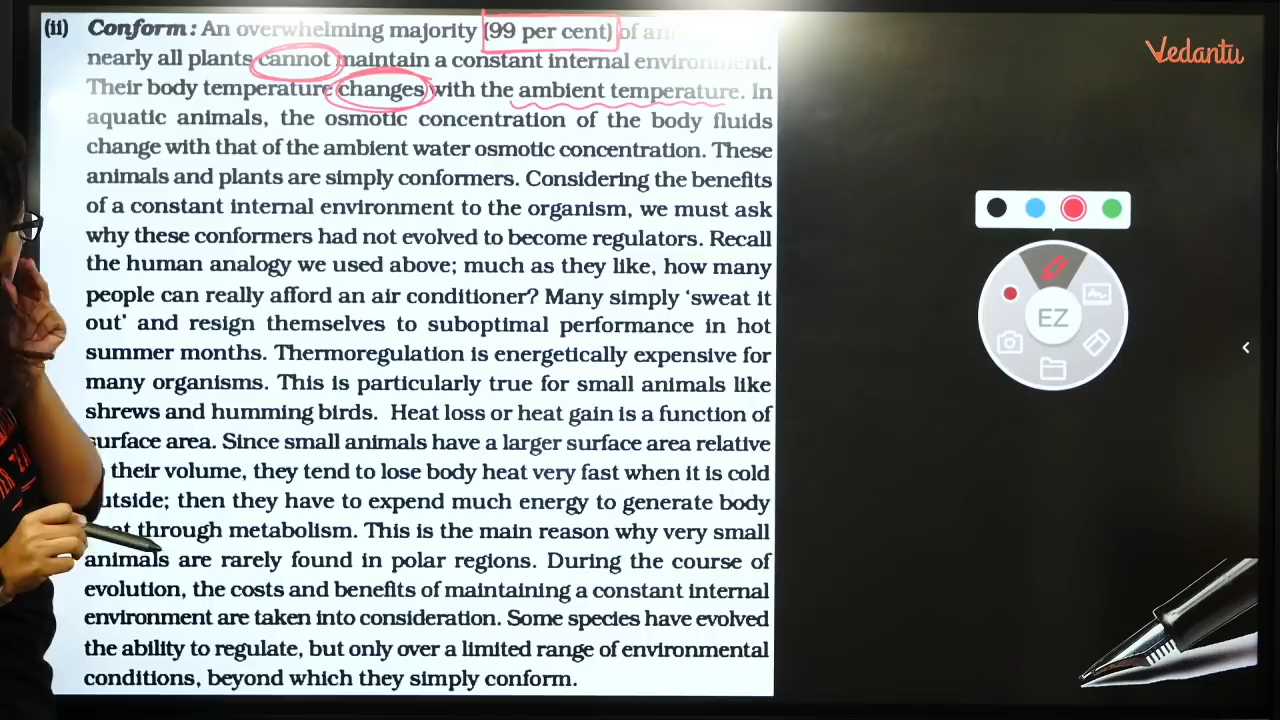 (ii) Conform: An overwhelming majority (99 per cent) of
nearly all plants cannot maintain a constant internal environment.
Their body temperature changes with the ambient temperature. In
aquatic animals, the osmotic concentration of the body fluids
change with that of the ambient water osmotic concentration. These
animals and plants are simply conformers. Considering the benefits
of a constant internal environment to the organism, we must ask
why these conformers had not evolved to become regulators. Recall
the human analogy we used above; much as they like, how many
people can really afford an air conditioner? Many simply ‘sweat it
out’ and resign themselves to suboptimal performance in hot
summer months. Thermoregulation is energetically expensive for
many organisms. This is particularly true for small animals like
shrews and humming birds. Heat loss or heat gain is a function of
surface area. Since small animals have a larger surface area relative
their volume, they tend to lose body heat very fast when it is cold
outside; then they have to expend much energy to generate body
through metabolism. This is the main reason why very small
animals are rarely found in polar regions. During the course of
evolution, the costs and benefits of maintaining a constant internal
environment are taken into consideration. Some species have evolved
the ability to regulate, but only over a limited range of environmental
conditions, beyond which they simply conform.
Vedantu
EZ